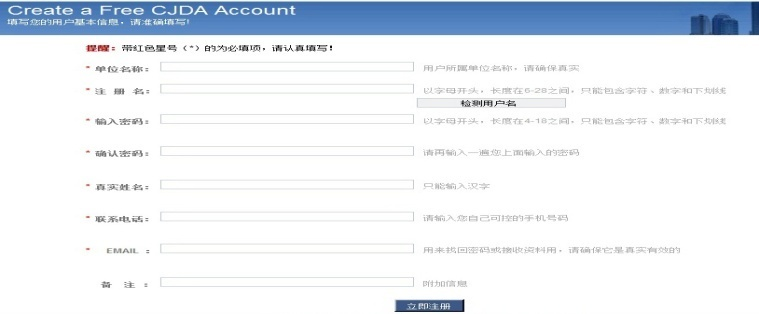 Create a Free CJDA Account
填写您的用户基本信息，请准确填写!
提醒：带红色星号（*）的为必填项，请认真填写！
* 单位名称： 用户所属单位名称，请确保真实
* 注 册 名： 以字母开头，长度在6-28之间，只能包含字符、数字和下划线
检测用户名
* 输入密码： 以字母开头，长度在4-18之间，只能包含字符、数字和下划线
* 确认密码： 请再输入一遍您上面输入的密码
* 真实姓名： 只能输入汉字
* 联系电话： 请输入您自己可控的手机号码
* EMAIL ： 用来找回密码或接收资料用，请确保它是真实有效的
备 注 ： 附加信息
立即注册